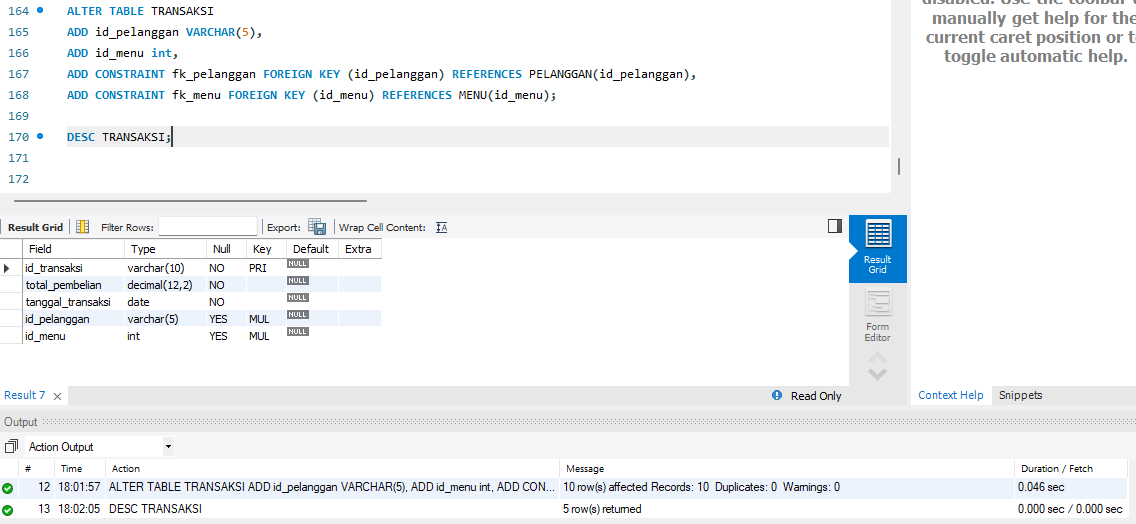 164 ALTER TABLE TRANSAKSI
165 ADD id_pelanggan VARCHAR(5),
166 ADD id_menu int,
167 ADD CONSTRAINT fk_pelanggan FOREIGN KEY (id_pelanggan) REFERENCES PELANGGAN(id_pelanggan),
168 ADD CONSTRAINT fk_menu FOREIGN KEY (id_menu) REFERENCES MENU(id_menu);
169
170 DESC TRANSAKSI;
171
172
manually get help for the
current caret position or to
toggle automatic help.
Result Grid Filter Rows: Export: Wrap Cell Content:
Field Type Null Key Default Extra
id_transaksi varchar(10) NO PRI NULL
total_pembelian decimal(12,2) NO NULL
tanggal_transaksi date NO NULL
id_pelanggan varchar(5) YES MUL NULL
id_menu int YES MUL NULL
Result
Grid
Form
Editor
Result 7 Read Only
Context Help Snippets
Output
Action Output
# Time Action Message Duration / Fetch
12 18:01:57 ALTER TABLE TRANSAKSI ADD id_pelanggan VARCHAR(5), ADD id_menu int, ADD CON... 10 row(s) affected Records: 10 Duplicates: 0 Warnings: 0 0.046 sec
13 18:02:05 DESC TRANSAKSI 5 row(s) returned 0.000 sec / 0.000 sec